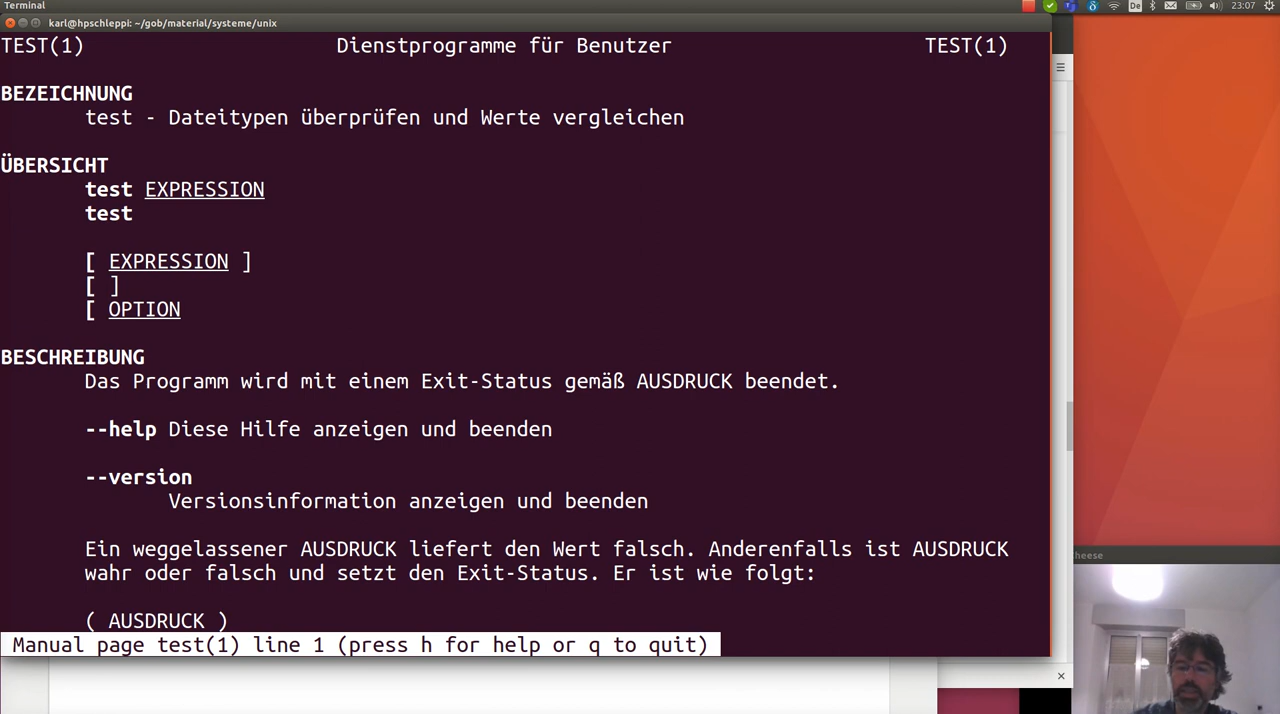 Terminal
De
23:07
karl@hpschleppi: ~/gob/material/systeme/unix
TEST(1) Dienstprogramme für Benutzer TEST(1)
BEZEICHNUNG
test - Dateitypen überprüfen und Werte vergleichen
ÜBERSICHT
test EXPRESSION
test
[ EXPRESSION ]
[ ]
[ OPTION
BESCHREIBUNG
Das Programm wird mit einem Exit-Status gemäß AUSDRUCK beendet.
--help Diese Hilfe anzeigen und beenden
--version
Versionsinformation anzeigen und beenden
Ein weggelassener AUSDRUCK liefert den Wert falsch. Anderenfalls ist AUSDRUCK
wahr oder falsch und setzt den Exit-Status. Er ist wie folgt:
( AUSDRUCK )
Manual page test(1) line 1 (press h for help or q to quit)
heese